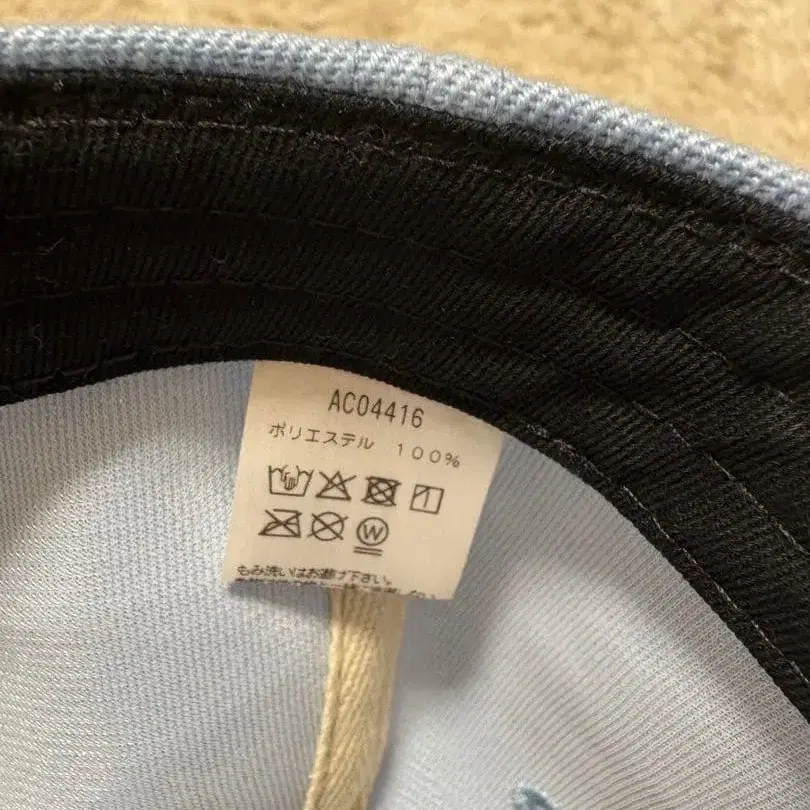 AC04416
ポリエステル 100%
W
もみ洗いはお避け下さい。